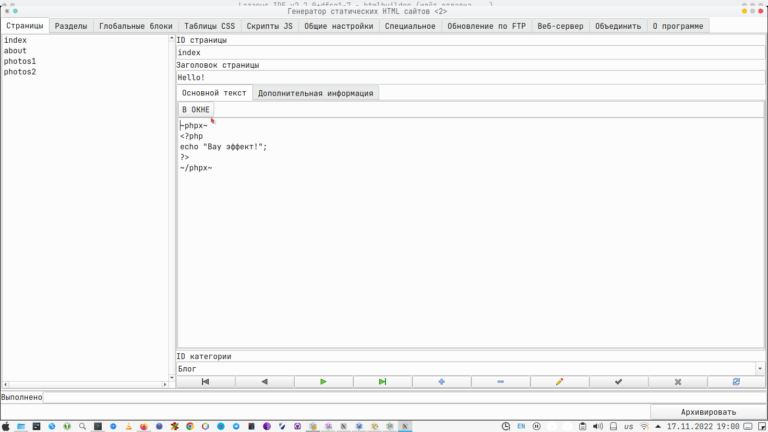 Генератор статических HTML сайтов <2>
Страницы Разделы Глобальные блоки Таблицы CSS Скрипты JS Общие настройки Специальное Обновление по FTP Веб-сервер Объединить О программе
index
about
photos1
photos2
ID страницы
index
Заголовок страницы
Hello!
Основной текст Дополнительная информация
В ОКНЕ
~phpx~
<?php
echo "Вау эффект!";
?>
~/phpx~
ID категории
Блог
Выполнено
Архивировать
EN us 17.11.2022 19:00